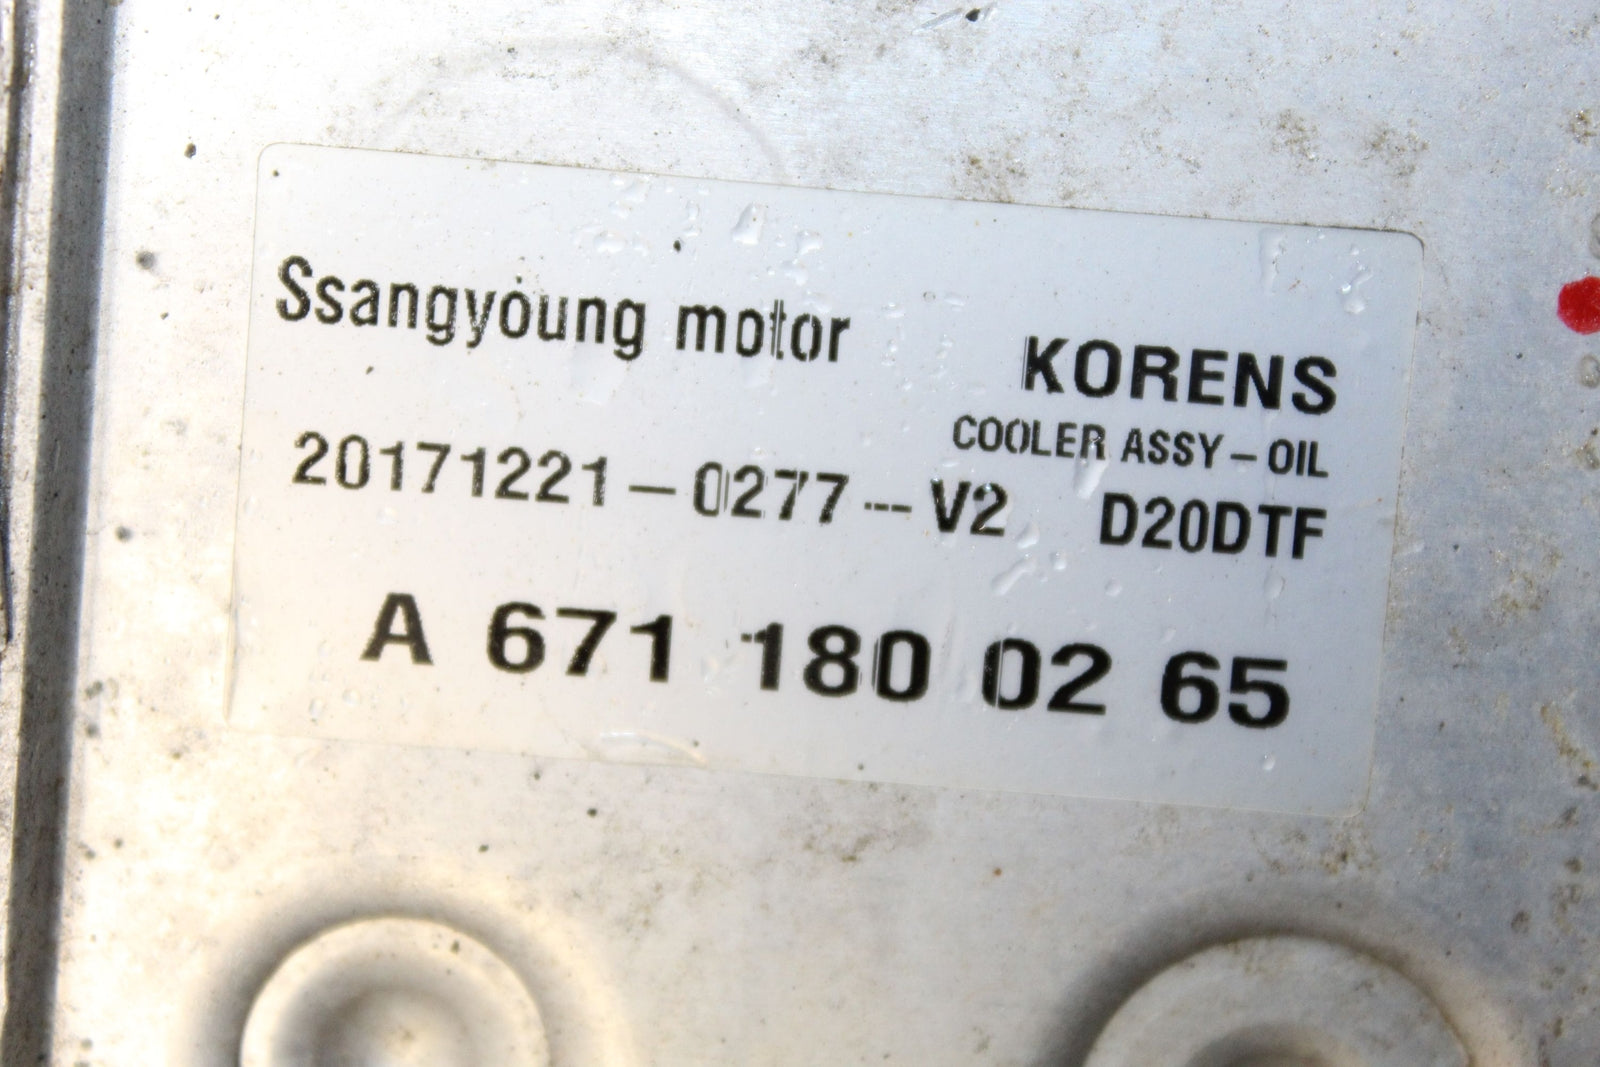 Ssangyoung motor
KORENS
COOLER ASSY-OIL
20171221-0277-V2 D20DTF
A 671 180 02 65